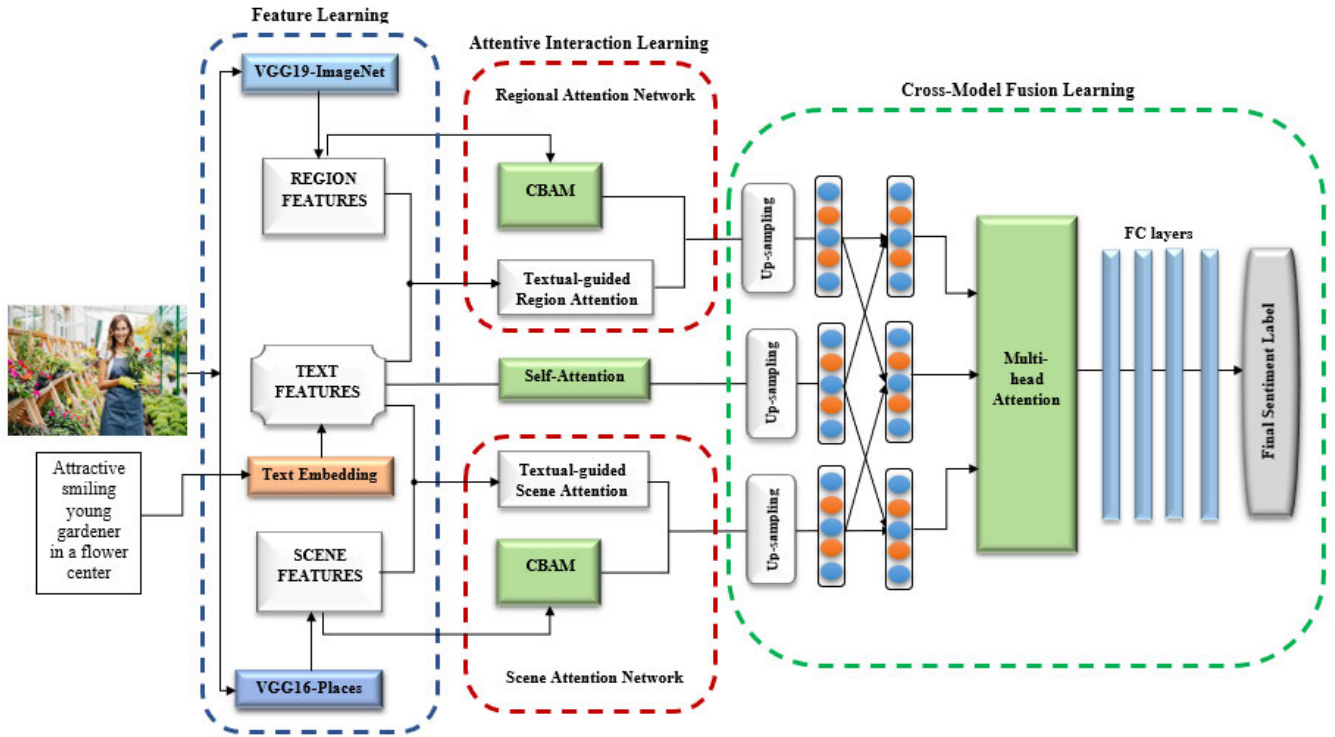 Feature Learning
VGG19-ImageNet
REGION
FEATURES
TEXT
FEATURES
Text Embedding
SCENE
FEATURES
VGG16-Places
Attractive
smiling
young
gardener
in a flower
center
Attentive Interaction Learning
Regional Attention Network
CBAM
Textual-guided
Region Attention
Self-Attention
Textual-guided
Scene Attention
CBAM
Scene Attention Network
Cross-Model Fusion Learning
Up-sampling
Up-sampling
Up-sampling
Multi-
head
Attention
FC layers
Final Sentiment Label